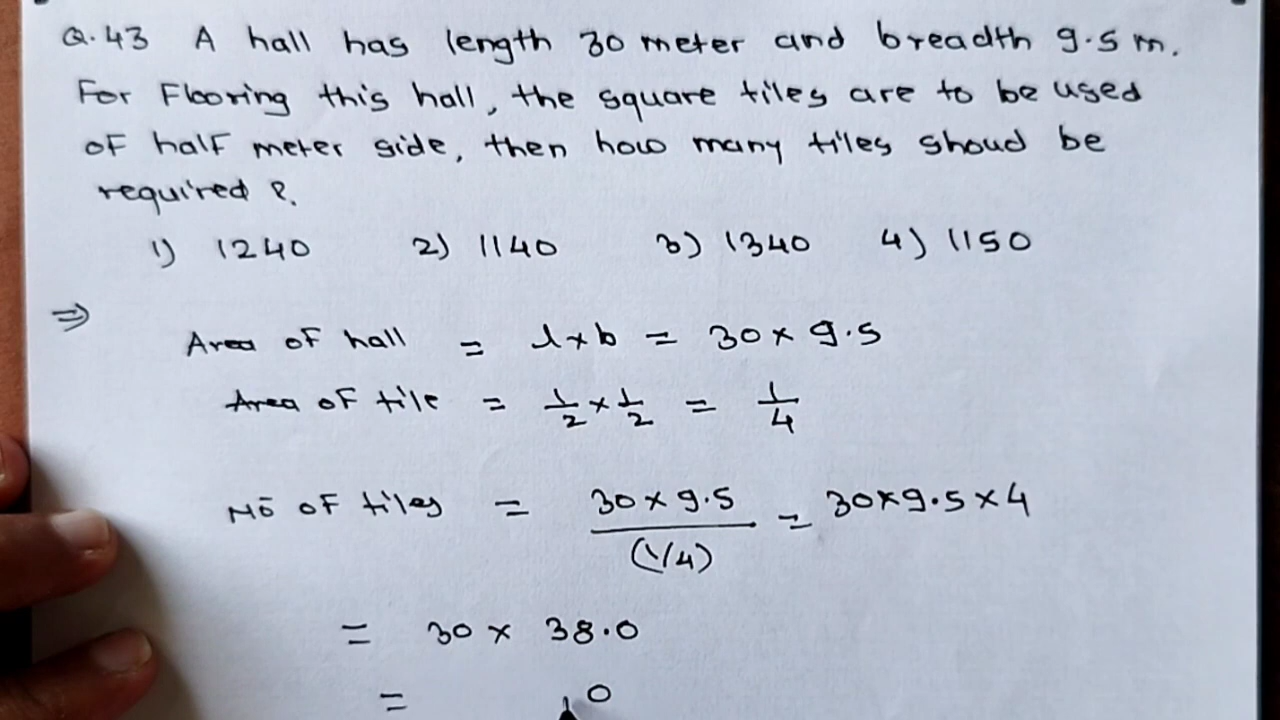 Q.43 A hall has length 30 meter and breadth 9.5 m.
For Flooring this hall, the square tiles are to be used
of half meter side, then how many tiles shoud be
required ?.
1) 1240 2) 1140 3) 1340 4) 1150
⇒
Area of hall = l×b = 30×9.5
Area of tile = 1/2 × 1/2 = 1/4
No of tiles = 30×9.5/(1/4) = 30×9.5×4
= 30 × 38.0
= 0